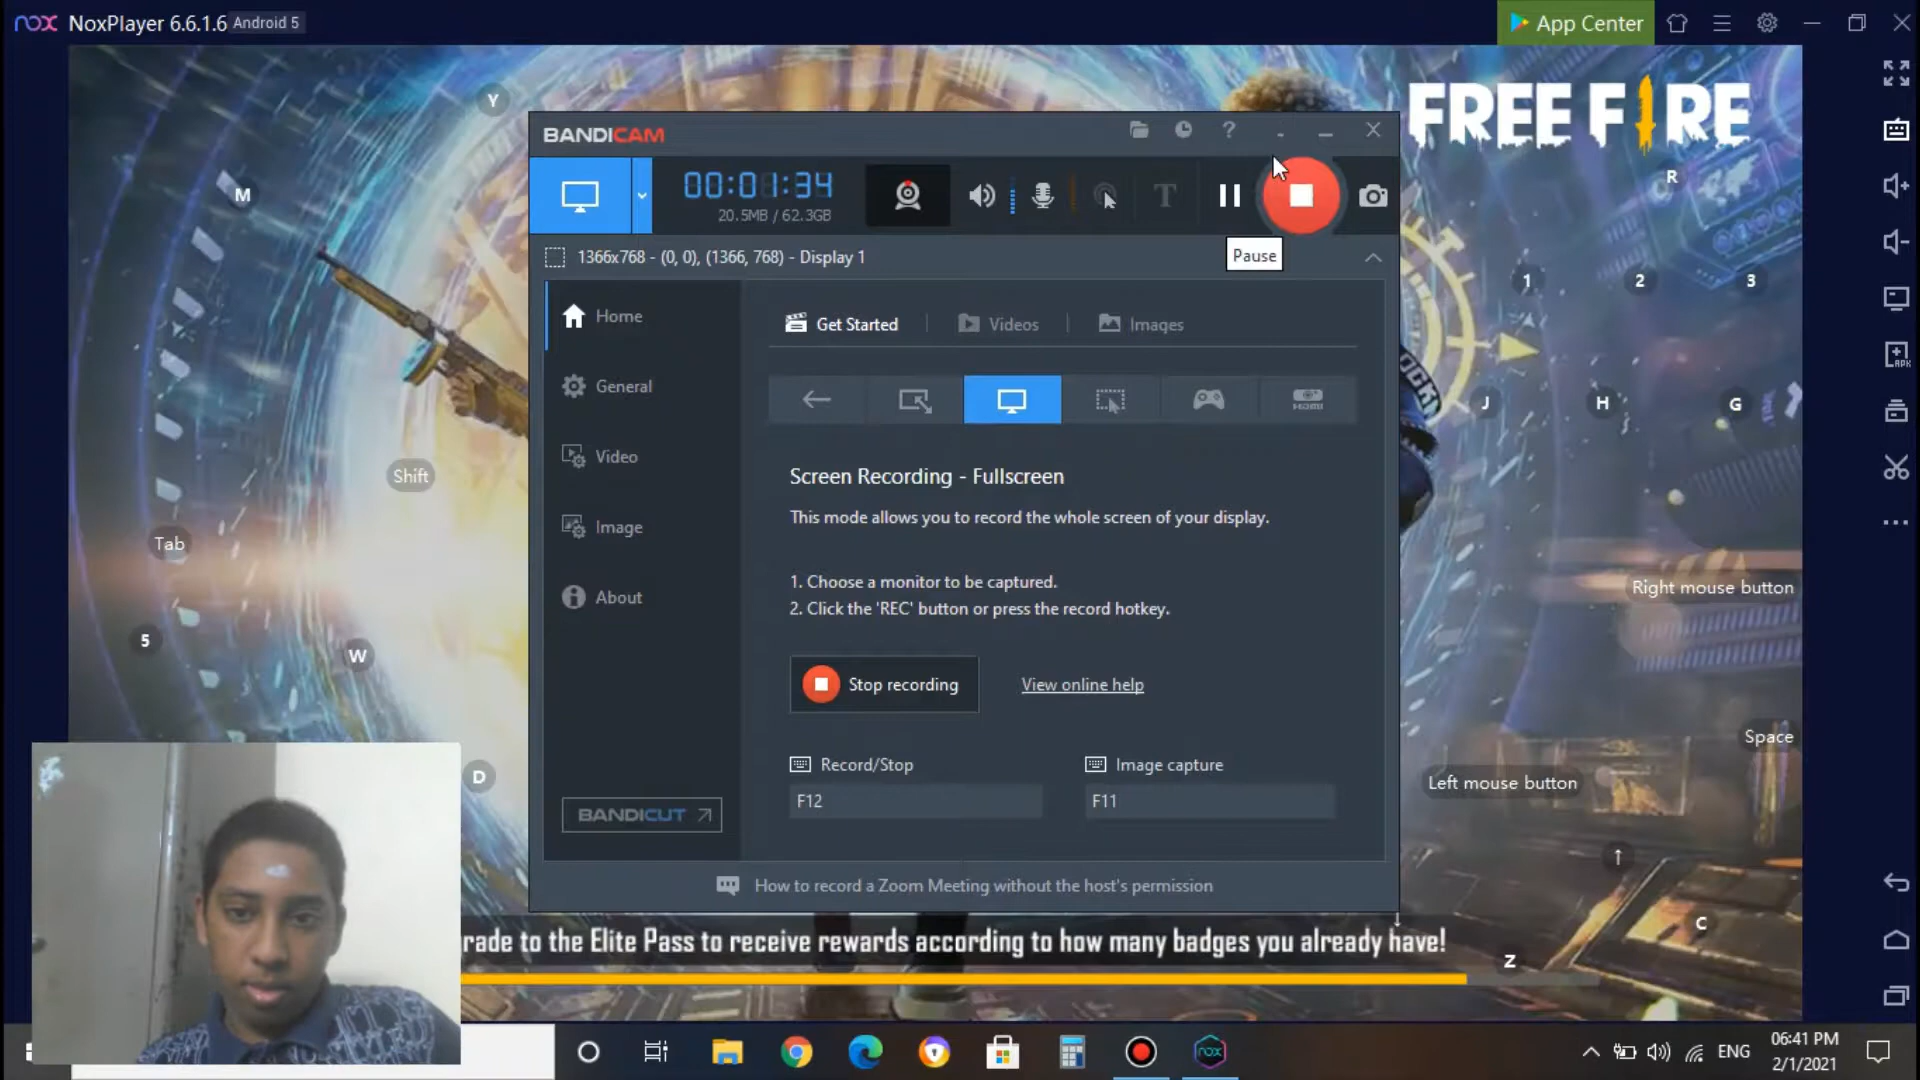 nox NoxPlayer 6.6.1.6 Android 5
App Center
FREE FIRE
Y
M
R
1
2
3
J
H
G
Shift
Tab
5
W
D
Right mouse button
Space
Left mouse button
↑
C
Z
BANDICAM
00:01:34
20.5MB / 62.3GB
T
Pause
1366x768 - (0, 0), (1366, 768) - Display 1
Home
General
Video
Image
About
BANDICUT
Get Started
Videos
Images
HDMI
Screen Recording - Fullscreen
This mode allows you to record the whole screen of your display.
1. Choose a monitor to be captured.
2. Click the 'REC' button or press the record hotkey.
Stop recording
View online help
Record/Stop
Image capture
F12
F11
How to record a Zoom Meeting without the host's permission
rade to the Elite Pass to receive rewards according to how many badges you already have!
nox
ENG
06:41 PM
2/1/2021